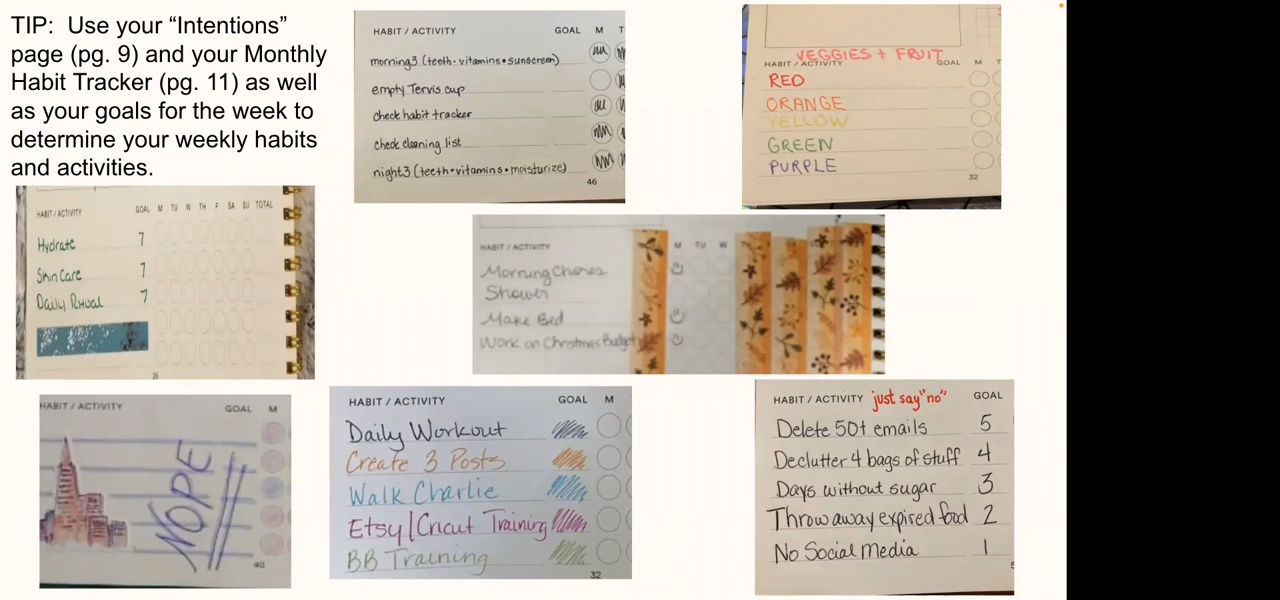 TIP:  Use your “Intentions”
page (pg. 9) and your Monthly
Habit Tracker (pg. 11) as well
as your goals for the week to
determine your weekly habits
and activities.
HABIT / ACTIVITY GOAL M T
morning3 (teeth•vitamins•sunscreen)
empty Tervis cup
check habit tracker
check cleaning list
night3 (teeth•vitamins•moisturize)
46
VEGGIES + FRUIT
HABIT / ACTIVITY GOAL M T
RED
ORANGE
YELLOW
GREEN
PURPLE
32
HABIT / ACTIVITY GOAL M TU W TH F SA SU TOTAL
Hydrate 7
Skin Care 7
Daily Ritual 7
26
HABIT / ACTIVITY M TU W
Morning Chores
Shower
Make Bed
Work on Christmas Budget
HABIT / ACTIVITY GOAL M
NOPE
40
HABIT / ACTIVITY GOAL M
Daily Workout
Create 3 Posts
Walk Charlie
Etsy/Cricut Training
BB Training
32
HABIT / ACTIVITY just say "no" GOAL
Delete 50+ emails 5
Declutter 4 bags of stuff 4
Days without sugar 3
Throw away expired food 2
No Social Media 1